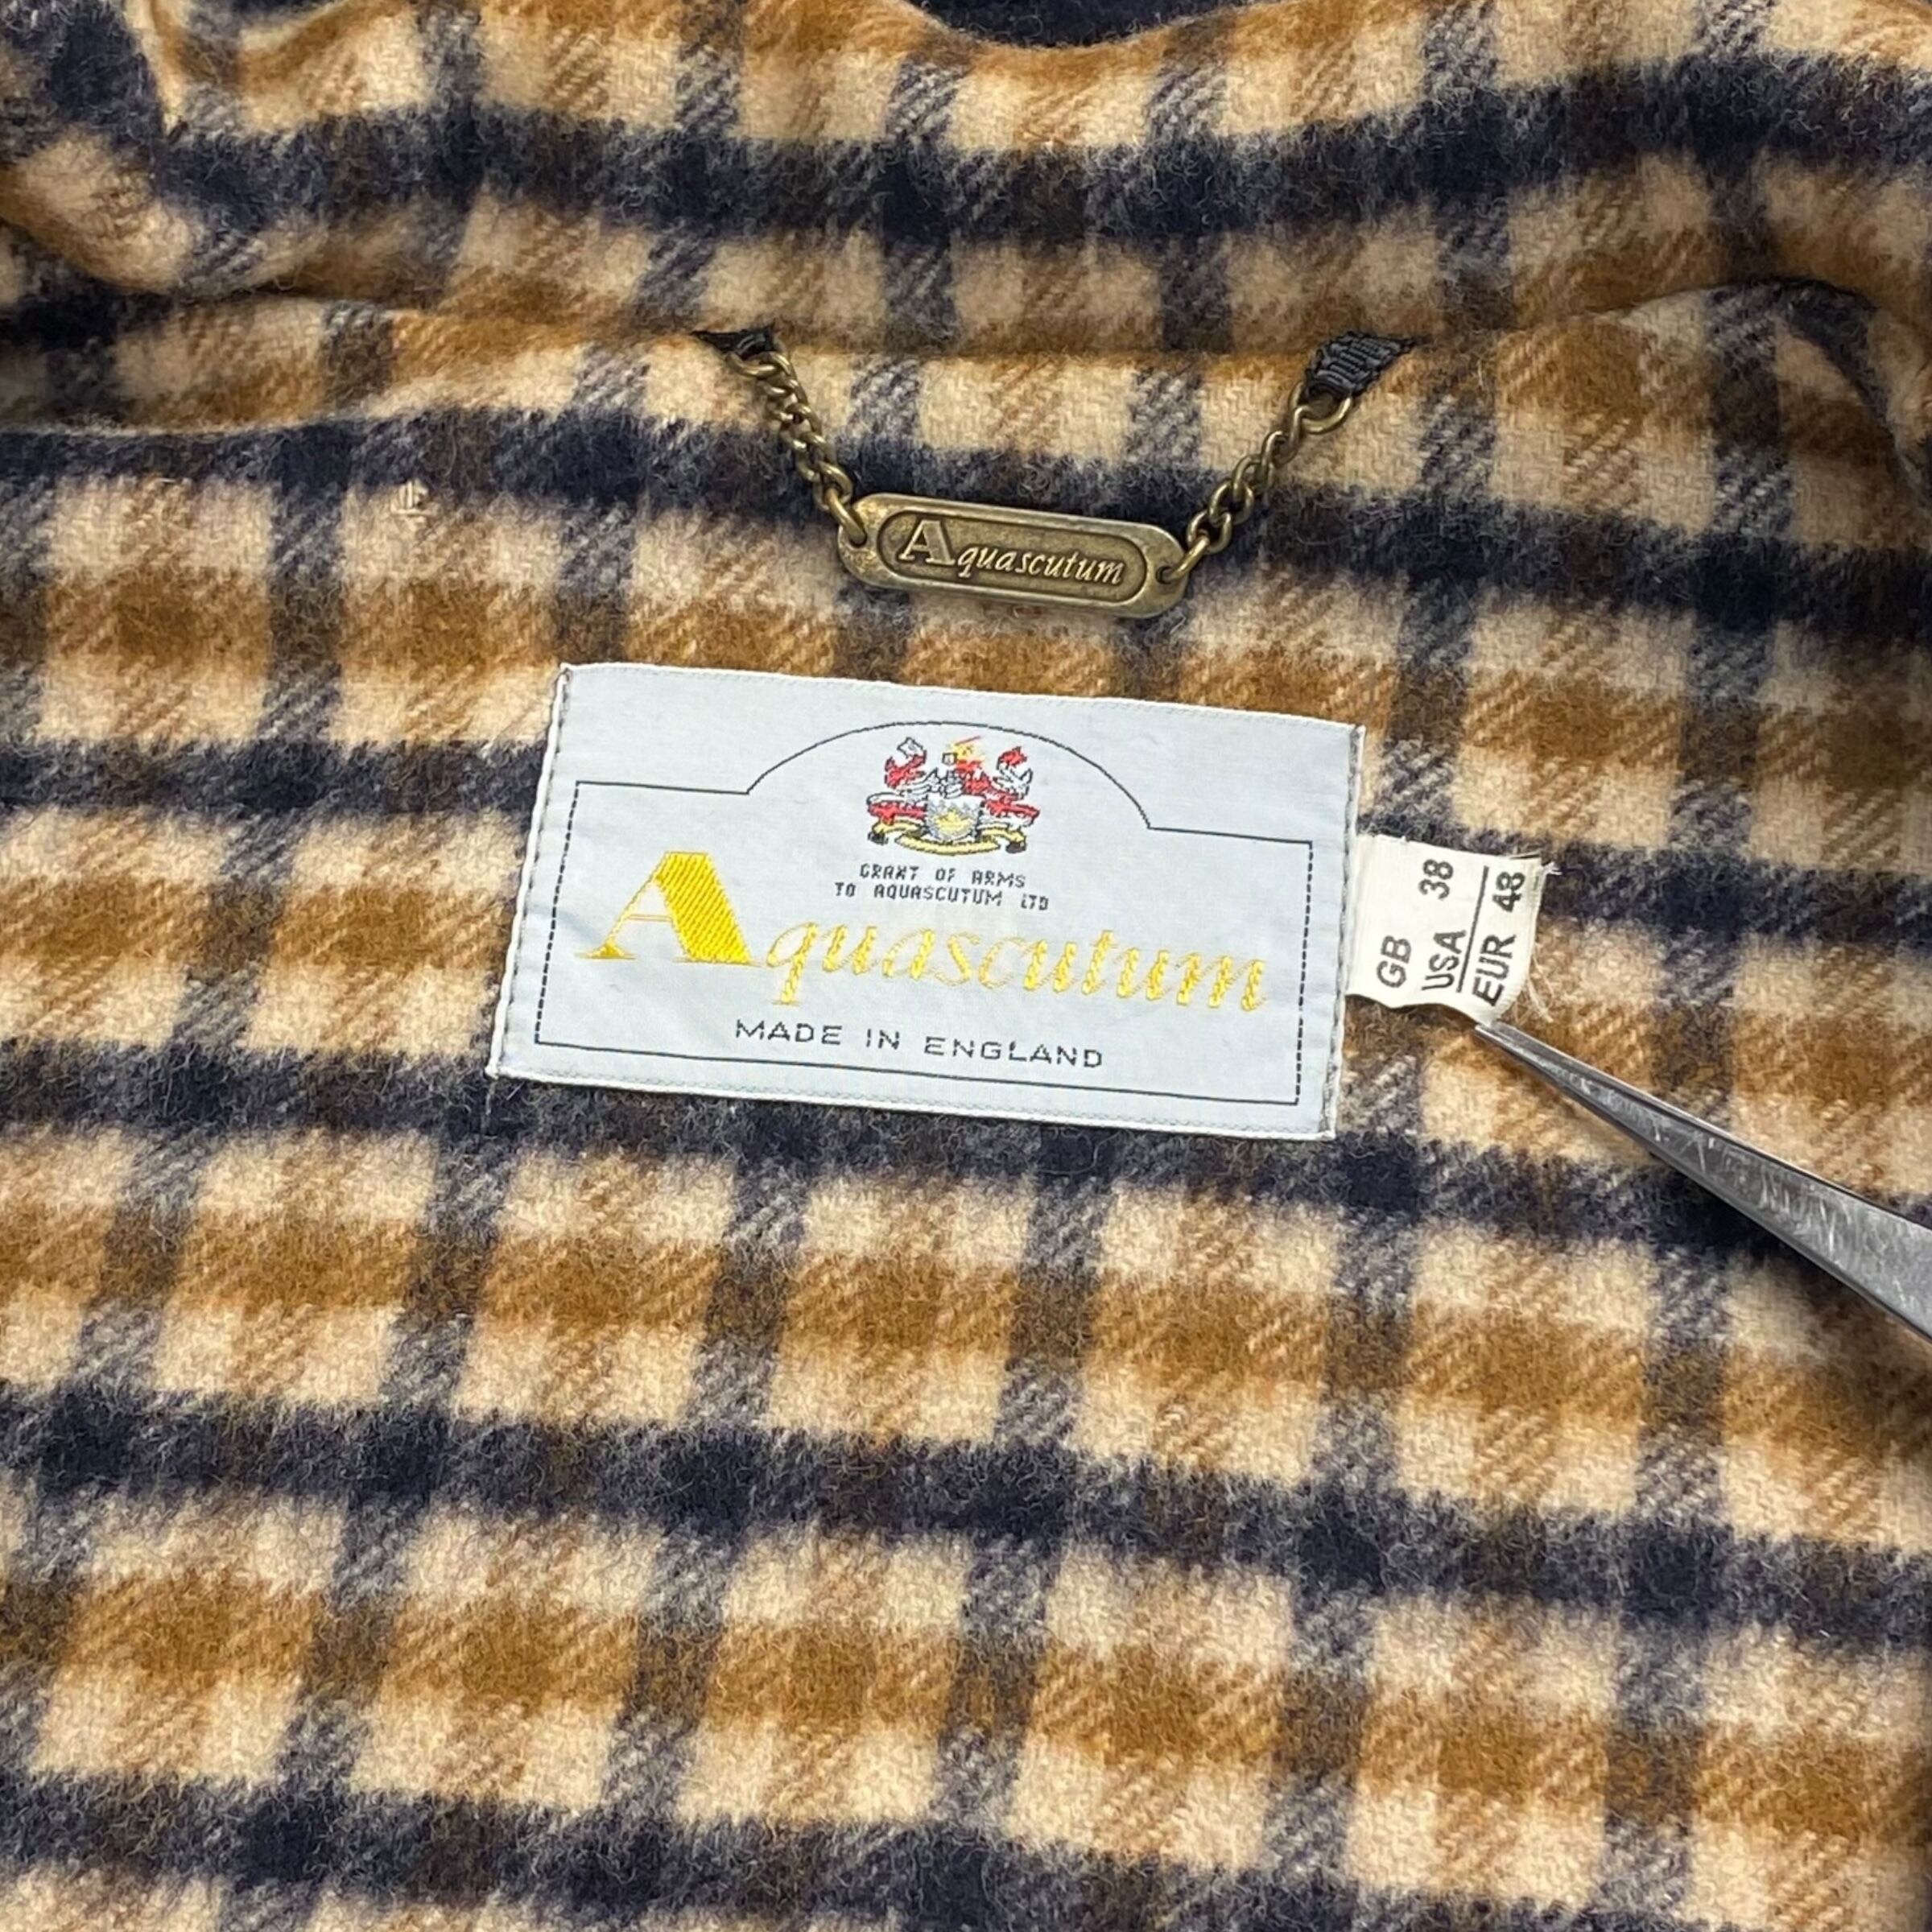 Aquascutum
GRANT OF ARMS
TO AQUASCUTUM LTD
Aquascutum
MADE IN ENGLAND
GB
USA 38
EUR 48